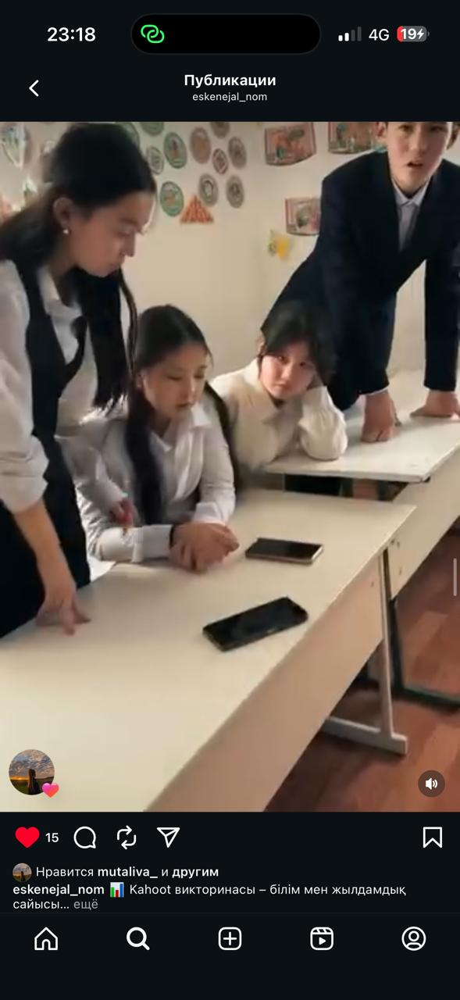 23:18
4G
19
Публикации
eskenejal_nom
15
Нравится mutaliva_ и другим
eskenejal_nom 📊 Kahoot викторинасы – білім мен жылдамдық
сайысы... ещё